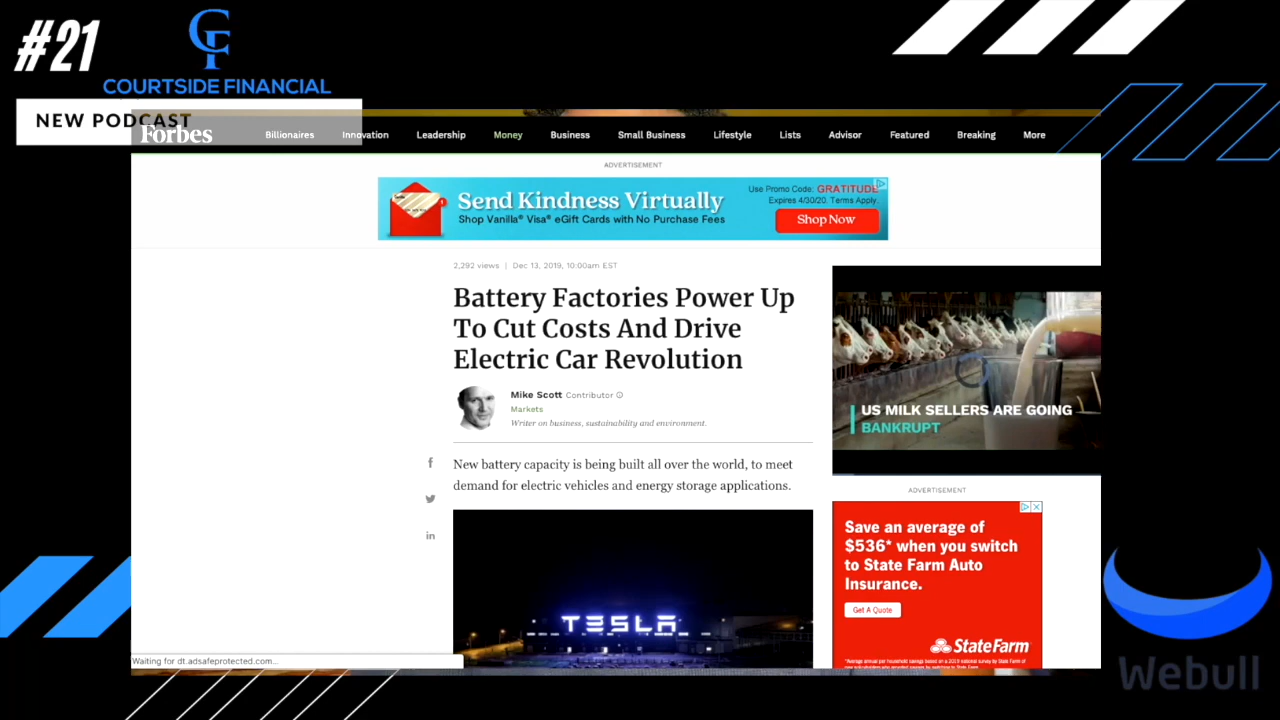 #21
COURTSIDE FINANCIAL
NEW PODCAST
Forbes
Billionaires Innovation Leadership Money Business Small Business Lifestyle Lists Advisor Featured Breaking More
ADVERTISEMENT
Send Kindness Virtually
Shop Vanilla® Visa® eGift Cards with No Purchase Fees
Use Promo Code: GRATITUDE
Expires 4/30/20. Terms Apply.
Shop Now
2,292 views | Dec 13, 2019, 10:00am EST
Battery Factories Power Up
To Cut Costs And Drive
Electric Car Revolution
Mike Scott Contributor
Markets
Writer on business, sustainability and environment.
New battery capacity is being built all over the world, to meet
demand for electric vehicles and energy storage applications.
TESLA
US MILK SELLERS ARE GOING
BANKRUPT
ADVERTISEMENT
Save an average of
$536* when you switch
to State Farm Auto
Insurance.
Get A Quote
StateFarm
Waiting for dt.adsafeprotected.com...
Webull